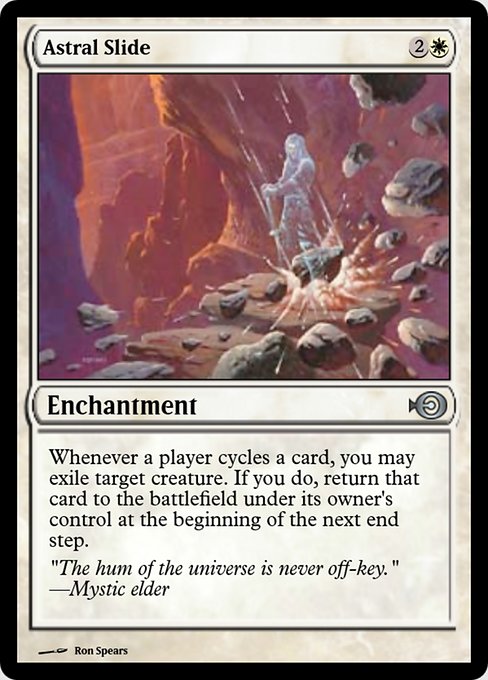 Astral Slide 2
Enchantment
Whenever a player cycles a card, you may
exile target creature. If you do, return that
card to the battlefield under its owner's
control at the beginning of the next end
step.
"The hum of the universe is never off-key."
—Mystic elder
Ron Spears